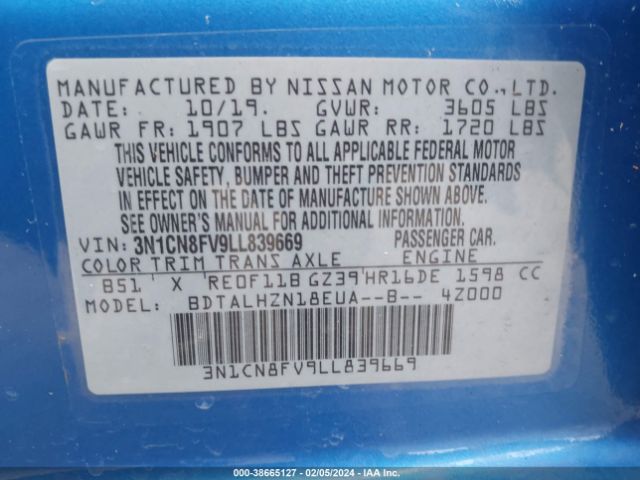 MANUFACTURED BY NISSAN MOTOR CO., LTD.
DATE: 10/19. GVWR: 3605 LBS
GAWR FR: 1907 LBS GAWR RR: 1720 LBS
THIS VEHICLE CONFORMS TO ALL APPLICABLE FEDERAL MOTOR
VEHICLE SAFETY, BUMPER AND THEFT PREVENTION STANDARDS
IN EFFECT ON THE DATE OF MANUFACTURE SHOWN ABOVE.
SEE OWNER'S MANUAL FOR ADDITIONAL INFORMATION.
VIN: 3N1CN8FV9LL839669 PASSENGER CAR.
COLOR TRIM TRANS AXLE ENGINE
B51 X RE0F11B GZ39 HR16DE 1598 CC
MODEL: BDTALHZN18EUA--B-- 4Z000
3N1CN8FV9LL839669
000-38665127 - 02/05/2024 - IAA Inc.